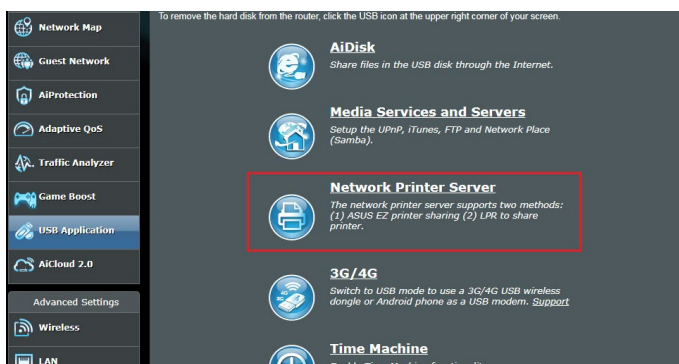 To remove the hard disk from the router, click the USB icon at the upper right corner of your screen.
Network Map
Guest Network
AiProtection
Adaptive QoS
Traffic Analyzer
Game Boost
USB Application
AiCloud 2.0
Advanced Settings
Wireless
LAN
AiDisk
Share files in the USB disk through the Internet.
Media Services and Servers
Setup the UPnP, iTunes, FTP and Network Place
(Samba).
Network Printer Server
The network printer server supports two methods:
(1) ASUS EZ printer sharing (2) LPR to share
printer.
3G/4G
Switch to USB mode to use a 3G/4G USB wireless
dongle or Android phone as a USB modem. Support
Time Machine